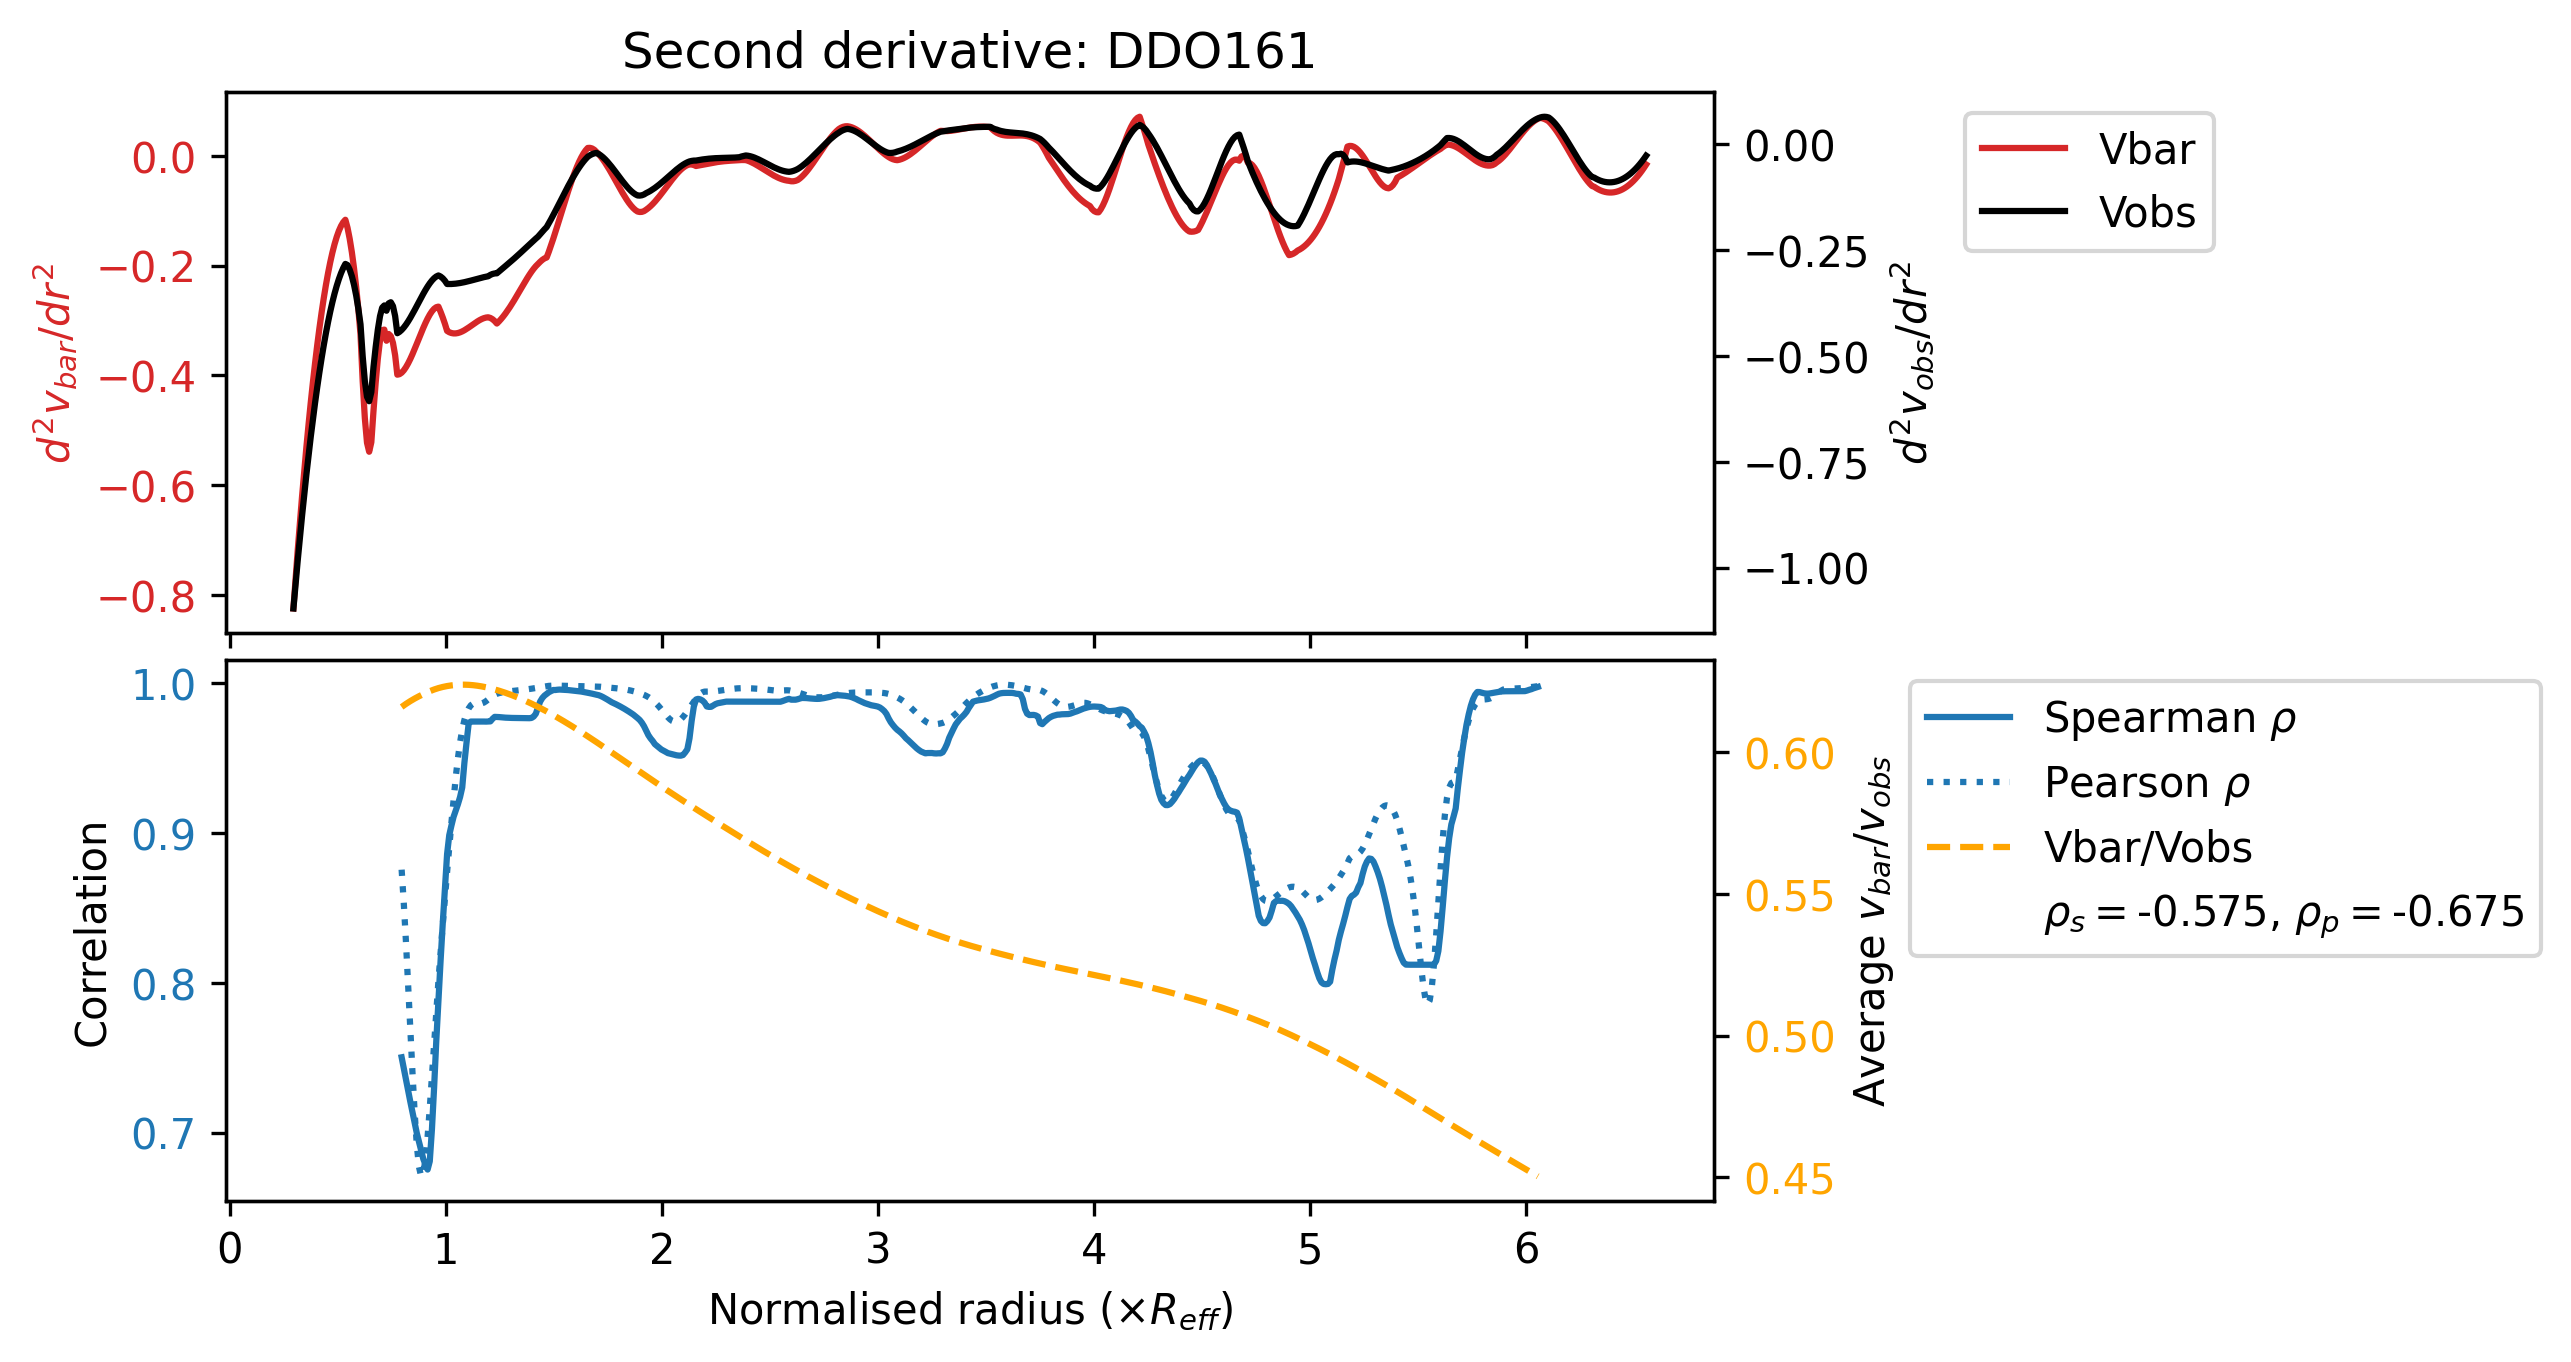 Second derivative: DDO161
0.0
−0.2
−0.4
−0.6
−0.8
d²v_bar/dr²
0.00
−0.25
−0.50
−0.75
−1.00
d²v_obs/dr²
Vbar
Vobs
1.0
0.9
0.8
0.7
Correlation
0.60
0.55
0.50
0.45
Average v_bar/v_obs
Spearman ρ
Pearson ρ
Vbar/Vobs
ρ_s = -0.575, ρ_p = -0.675
0 1 2 3 4 5 6
Normalised radius (×R_eff)